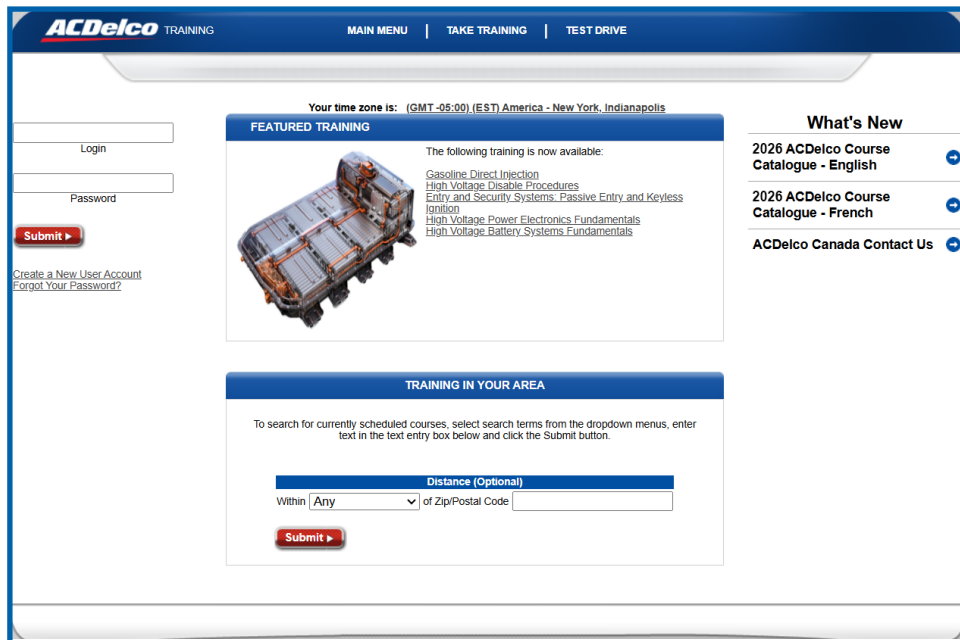 ACDelco TRAINING
MAIN MENU | TAKE TRAINING | TEST DRIVE
Your time zone is: (GMT -05:00) (EST) America - New York, Indianapolis
Login
Password
Submit
Create a New User Account
Forgot Your Password?
FEATURED TRAINING
The following training is now available:
Gasoline Direct Injection
High Voltage Disable Procedures
Entry and Security Systems: Passive Entry and Keyless
Ignition
High Voltage Power Electronics Fundamentals
High Voltage Battery Systems Fundamentals
What's New
2026 ACDelco Course
Catalogue - English
2026 ACDelco Course
Catalogue - French
ACDelco Canada Contact Us
TRAINING IN YOUR AREA
To search for currently scheduled courses, select search terms from the dropdown menus, enter
text in the text entry box below and click the Submit button.
Distance (Optional)
Within Any of Zip/Postal Code
Submit